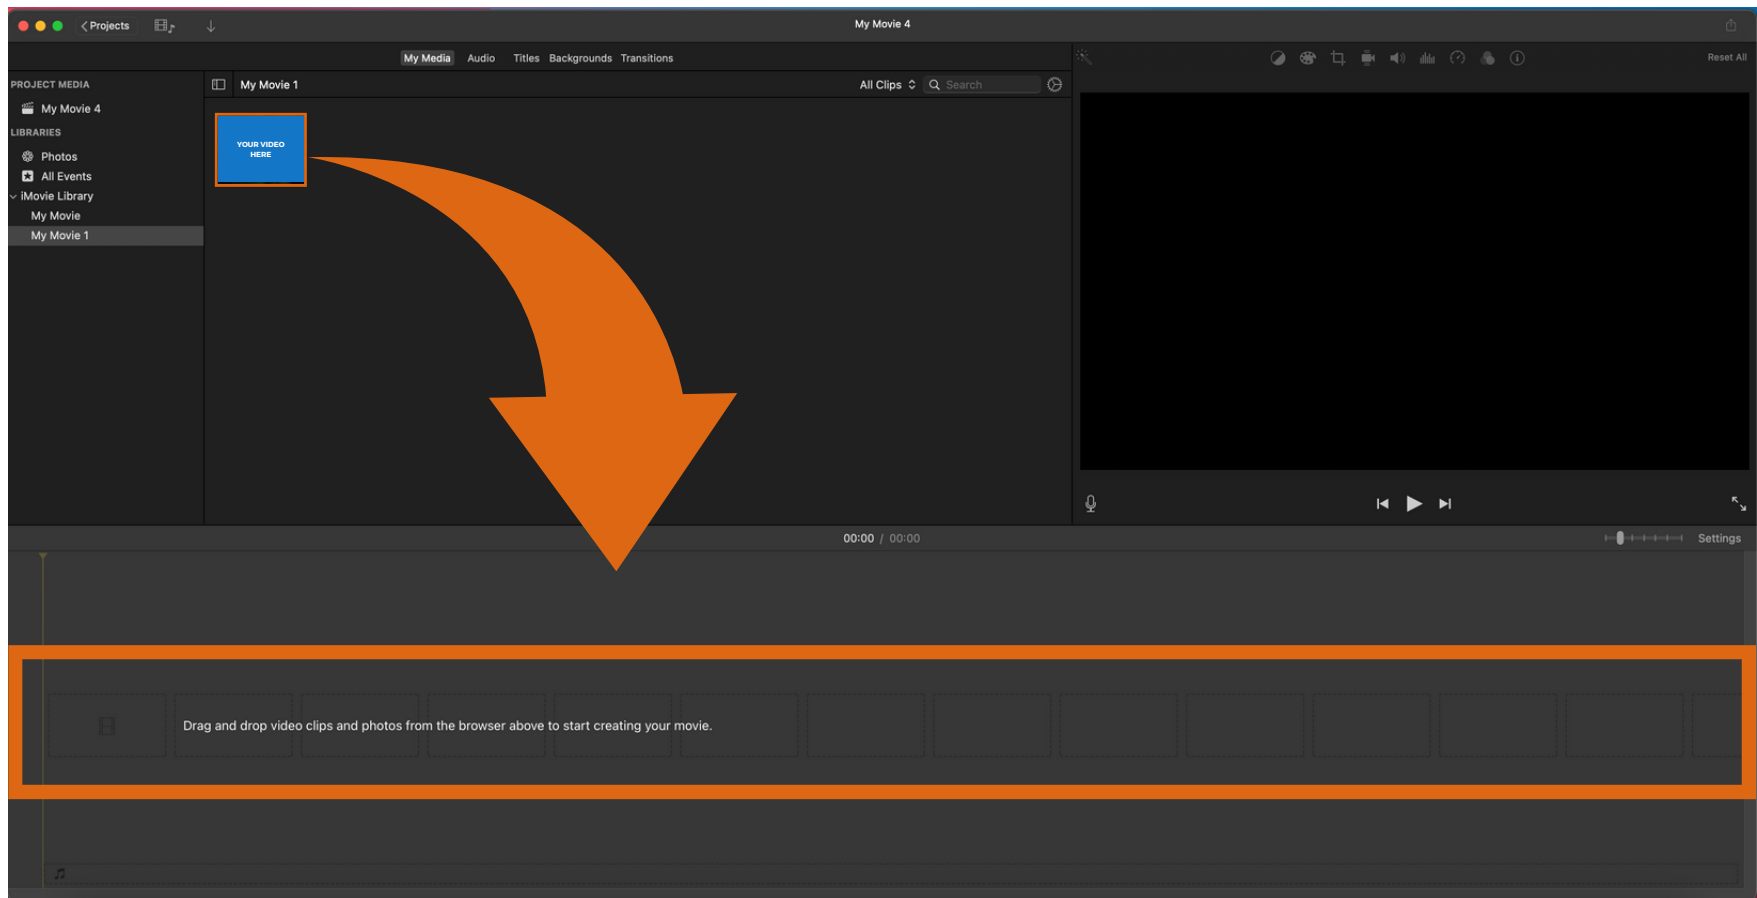 Projects
My Movie 4
My Media Audio Titles Backgrounds Transitions
Reset All
PROJECT MEDIA
My Movie 4
LIBRARIES
Photos
All Events
iMovie Library
My Movie
My Movie 1
My Movie 1
All Clips
Search
YOUR VIDEO
HERE
00:00 / 00:00
Settings
Drag and drop video clips and photos from the browser above to start creating your movie.